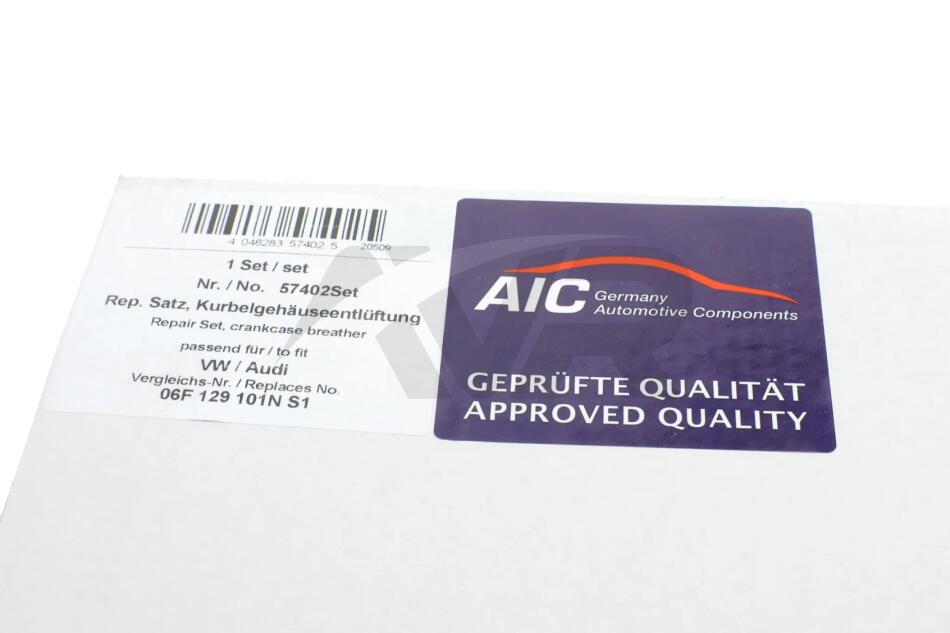 4 046283 57402 5 20509
1 Set / set
Nr. / No. 57402Set
Rep. Satz, Kurbelgehäuseentlüftung
Repair Set, crankcase breather
passend für / to fit
VW / Audi
Vergleichs-Nr. / Replaces No.
06F 129 101N S1
AIC Germany
Automotive Components
GEPRÜFTE QUALITÄT
APPROVED QUALITY